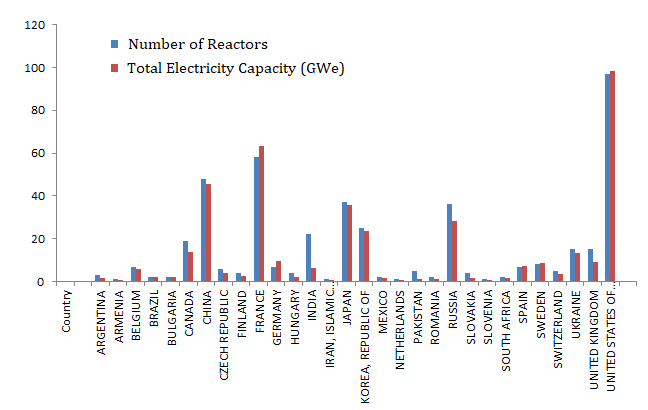 120
100
80
60
40
20
0
Number of Reactors
Total Electricity Capacity (GWe)
Country
ARGENTINA
ARMENIA
BELGIUM
BRAZIL
BULGARIA
CANADA
CHINA
CZECH REPUBLIC
FINLAND
FRANCE
GERMANY
HUNGARY
INDIA
IRAN, ISLAMIC...
JAPAN
KOREA, REPUBLIC OF
MEXICO
NETHERLANDS
PAKISTAN
ROMANIA
RUSSIA
SLOVAKIA
SLOVENIA
SOUTH AFRICA
SPAIN
SWEDEN
SWITZERLAND
UKRAINE
UNITED KINGDOM
UNITED STATES OF...